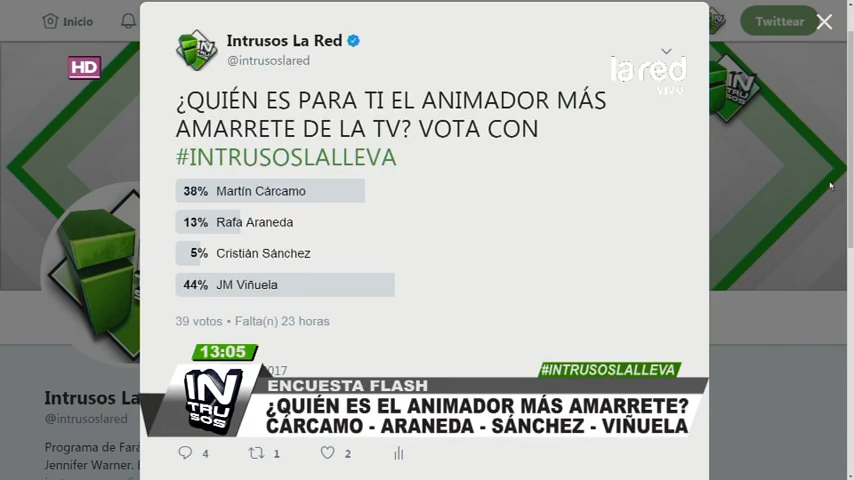 Inicio
Twittear
HD
Intrusos La Red
@intrusoslared
la red
VIVO
INTRUSOS
¿QUIÉN ES PARA TI EL ANIMADOR MÁS
AMARRETE DE LA TV? VOTA CON
#INTRUSOSLALLEVA
38% Martín Cárcamo
13% Rafa Araneda
5% Cristián Sánchez
44% JM Viñuela
39 votos • Falta(n) 23 horas
2017
13:05
#INTRUSOSLALLEVA
INTRUSOS
ENCUESTA FLASH
¿QUIÉN ES EL ANIMADOR MÁS AMARRETE?
CÁRCAMO - ARANEDA - SÁNCHEZ - VIÑUELA
4 1 2
Intrusos La
@intrusoslared
Programa de Fará
Jennifer Warner.